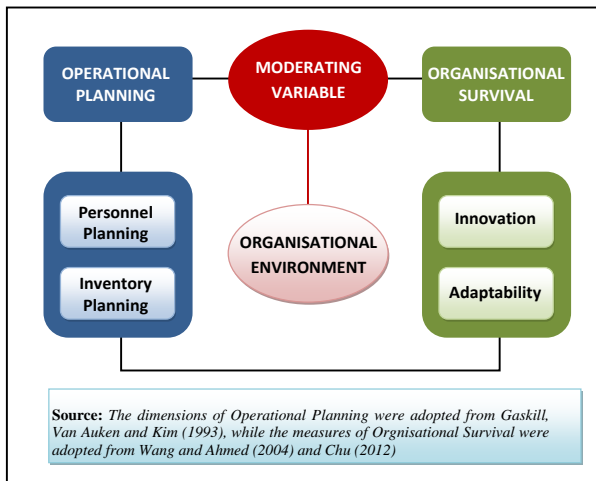 OPERATIONAL
PLANNING
MODERATING
VARIABLE
ORGANISATIONAL
SURVIVAL
Personnel
Planning
Inventory
Planning
ORGANISATIONAL
ENVIRONMENT
Innovation
Adaptability
Source: The dimensions of Operational Planning were adopted from Gaskill,
Van Auken and Kim (1993), while the measures of Orgnisational Survival were
adopted from Wang and Ahmed (2004) and Chu (2012)